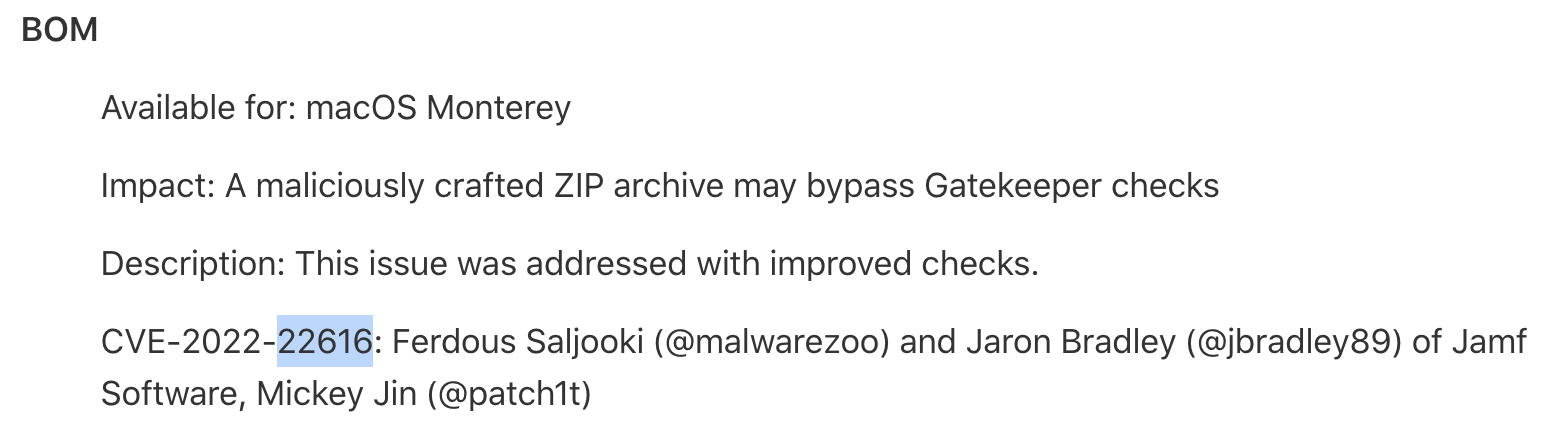 BOM
Available for: macOS Monterey
Impact: A maliciously crafted ZIP archive may bypass Gatekeeper checks
Description: This issue was addressed with improved checks.
CVE-2022-22616: Ferdous Saljooki (@malwarezoo) and Jaron Bradley (@jbradley89) of Jamf
Software, Mickey Jin (@patch1t)